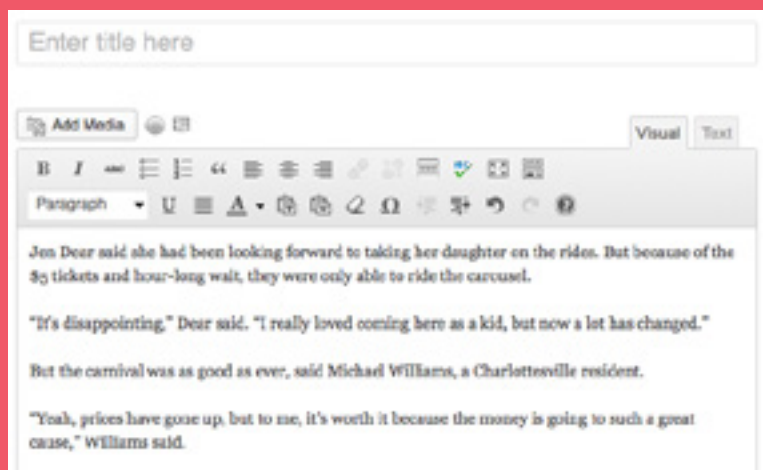 Enter title here
Add Media
Visual Text
B I ABC
Paragraph U A Ω
Jen Dear said she had been looking forward to taking her daughter on the rides. But because of the
$5 tickets and hour-long wait, they were only able to ride the carousel.
“It's disappointing,” Dear said. “I really loved coming here as a kid, but now a lot has changed.”
But the carnival was as good as ever, said Michael Williams, a Charlottesville resident.
“Yeah, prices have gone up, but to me, it's worth it because the money is going to such a great
cause,” Williams said.